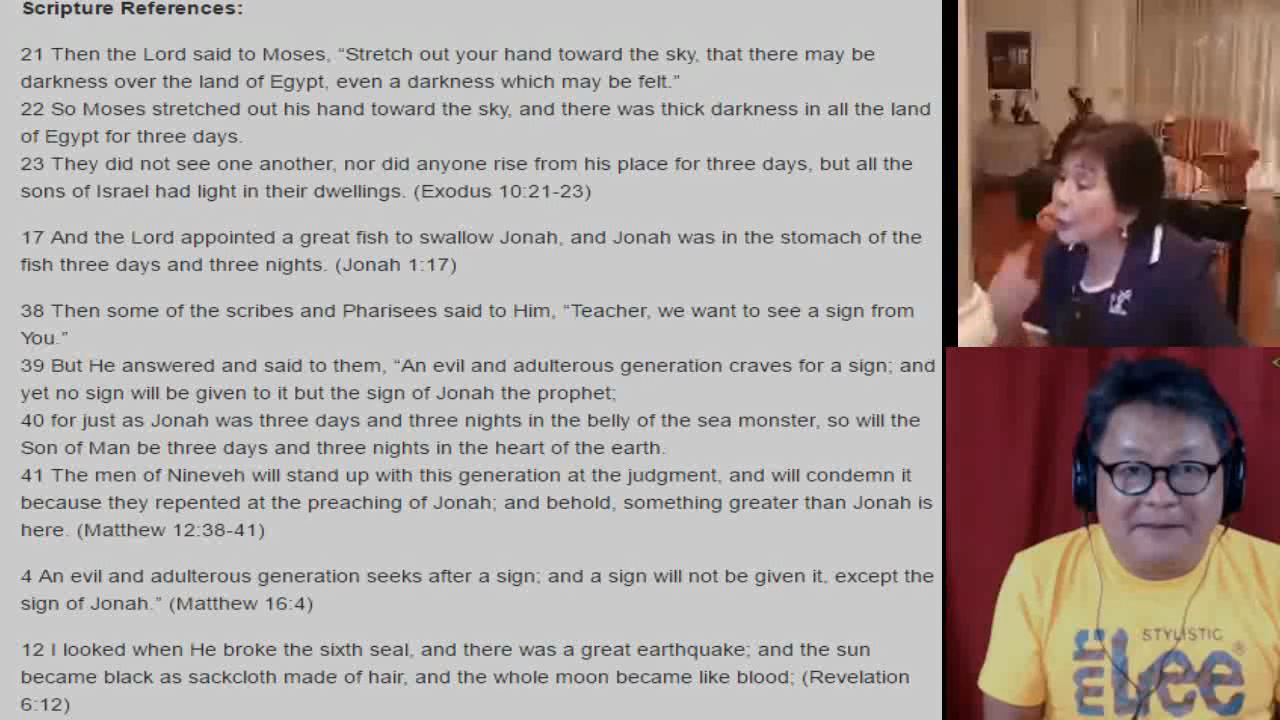 Scripture References:
21 Then the Lord said to Moses, “Stretch out your hand toward the sky, that there may be
darkness over the land of Egypt, even a darkness which may be felt.”
22 So Moses stretched out his hand toward the sky, and there was thick darkness in all the land
of Egypt for three days.
23 They did not see one another, nor did anyone rise from his place for three days, but all the
sons of Israel had light in their dwellings. (Exodus 10:21-23)
17 And the Lord appointed a great fish to swallow Jonah, and Jonah was in the stomach of the
fish three days and three nights. (Jonah 1:17)
38 Then some of the scribes and Pharisees said to Him, “Teacher, we want to see a sign from
You.”
39 But He answered and said to them, “An evil and adulterous generation craves for a sign; and
yet no sign will be given to it but the sign of Jonah the prophet;
40 for just as Jonah was three days and three nights in the belly of the sea monster, so will the
Son of Man be three days and three nights in the heart of the earth.
41 The men of Nineveh will stand up with this generation at the judgment, and will condemn it
because they repented at the preaching of Jonah; and behold, something greater than Jonah is
here. (Matthew 12:38-41)
4 An evil and adulterous generation seeks after a sign; and a sign will not be given it, except the
sign of Jonah.” (Matthew 16:4)
12 I looked when He broke the sixth seal, and there was a great earthquake; and the sun
became black as sackcloth made of hair, and the whole moon became like blood; (Revelation
6:12)
STYLISTIC
Lee®